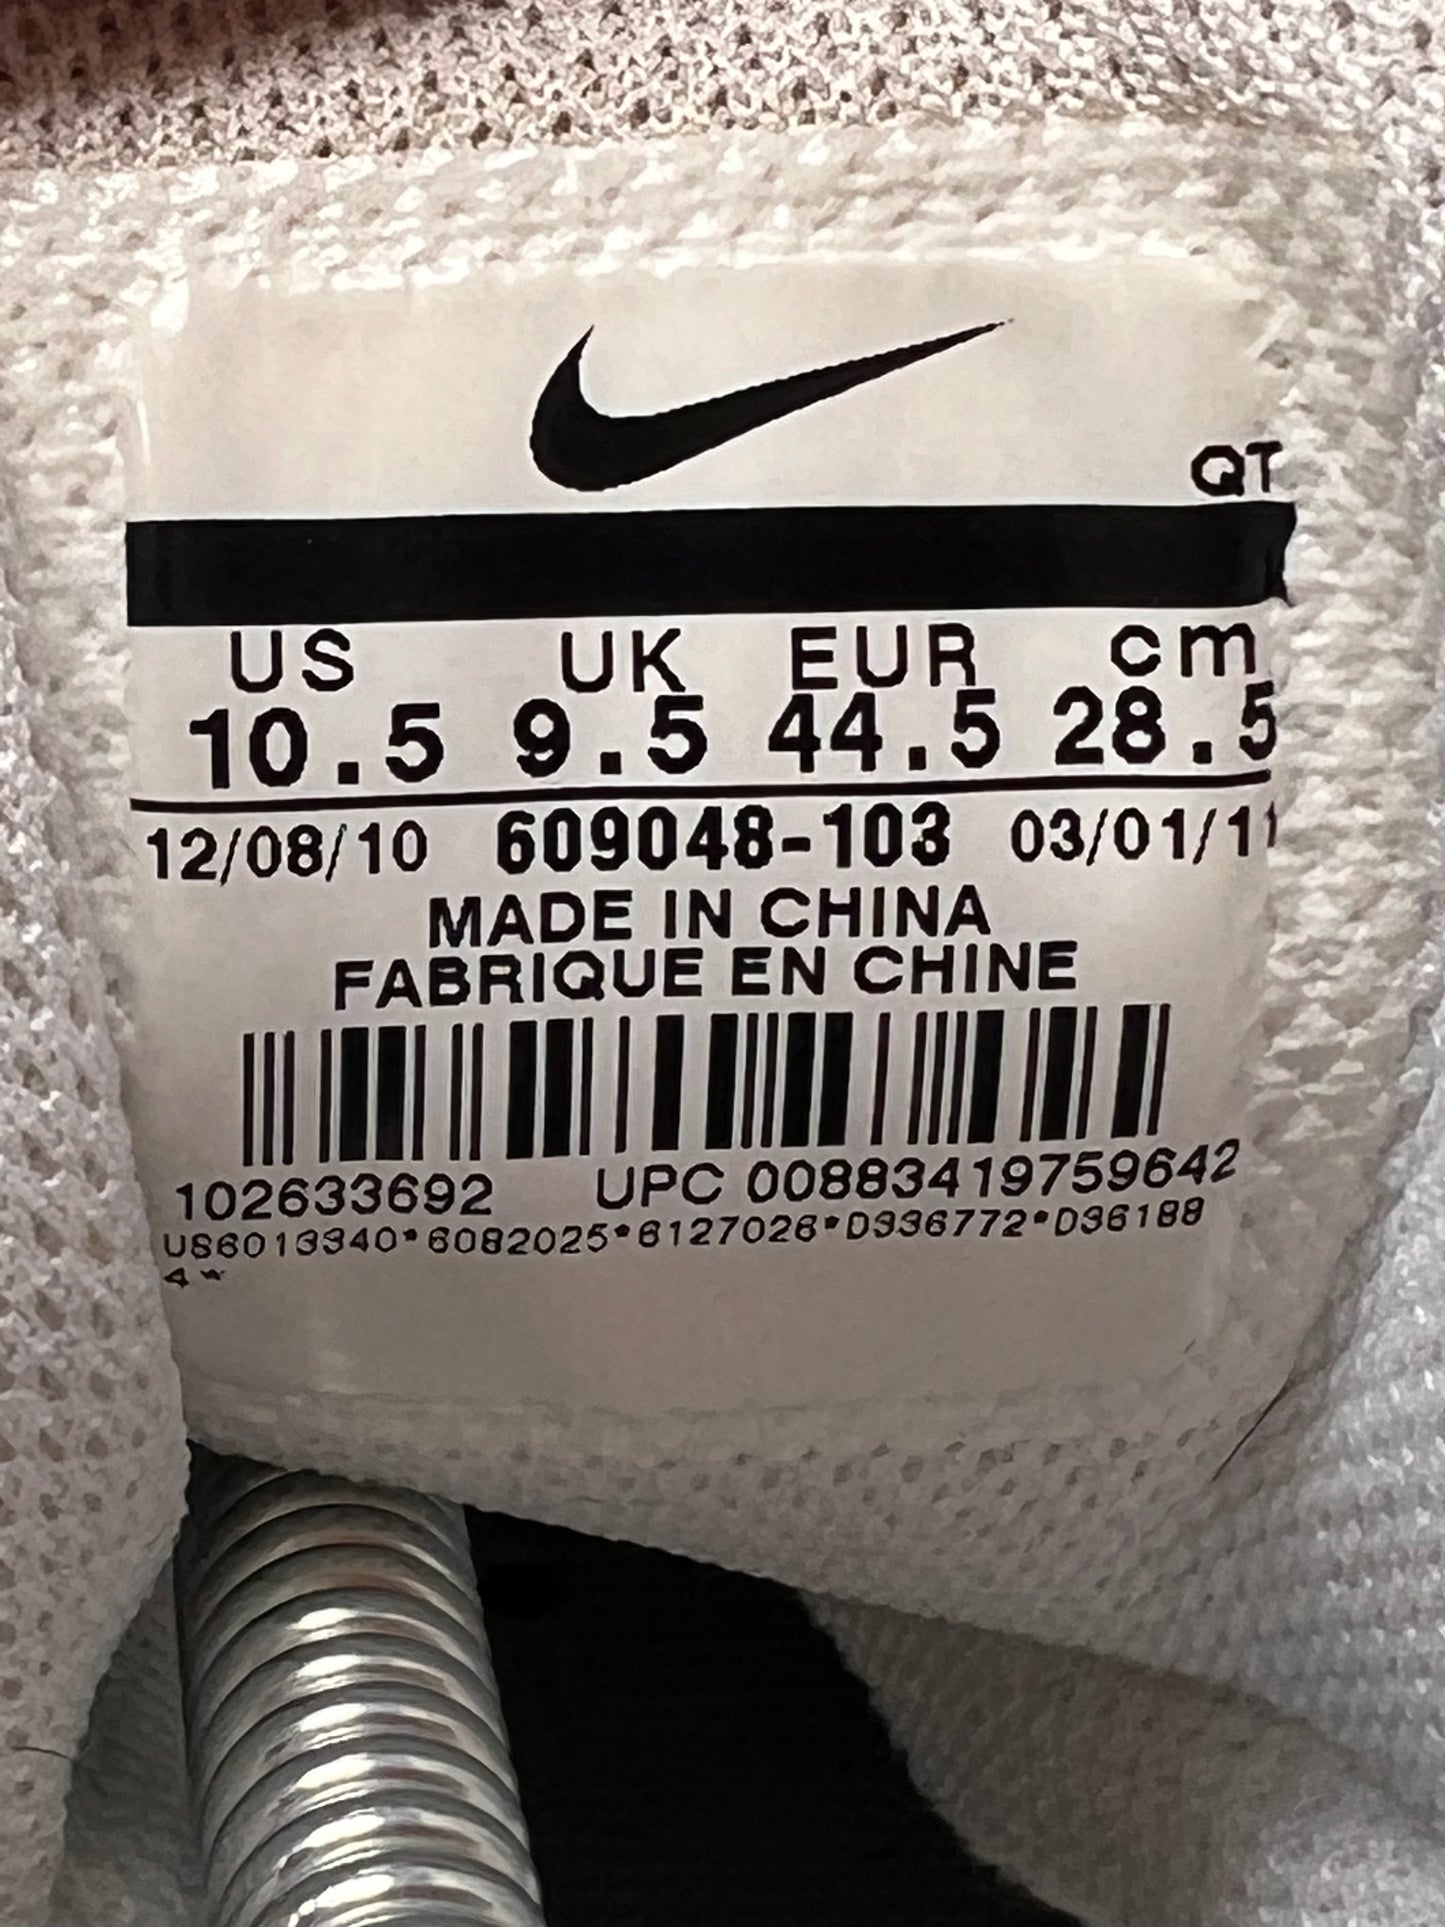 QT
US UK EUR cm
10.5 9.5 44.5 28.5
12/08/10 609048-103 03/01/11
MADE IN CHINA
FABRIQUE EN CHINE
102633692 UPC 00883419759642
US6013340*6082025*6127026*D336772*D36188
4*